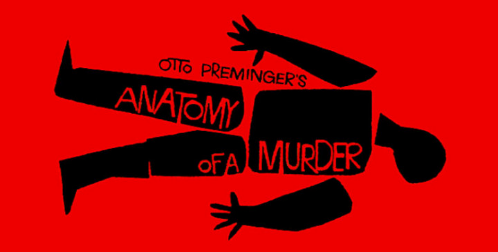 OTTO PREMINGER'S
ANATOMY
OF A MURDER